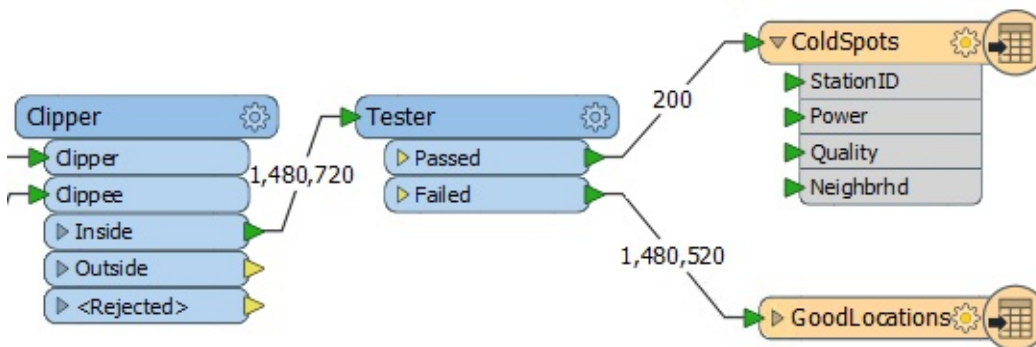 Clipper
Clipper
Clippee
Inside
Outside
<Rejected>
1,480,720
Tester
Passed
Failed
200
1,480,520
ColdSpots
StationID
Power
Quality
Neighbrhd
GoodLocations